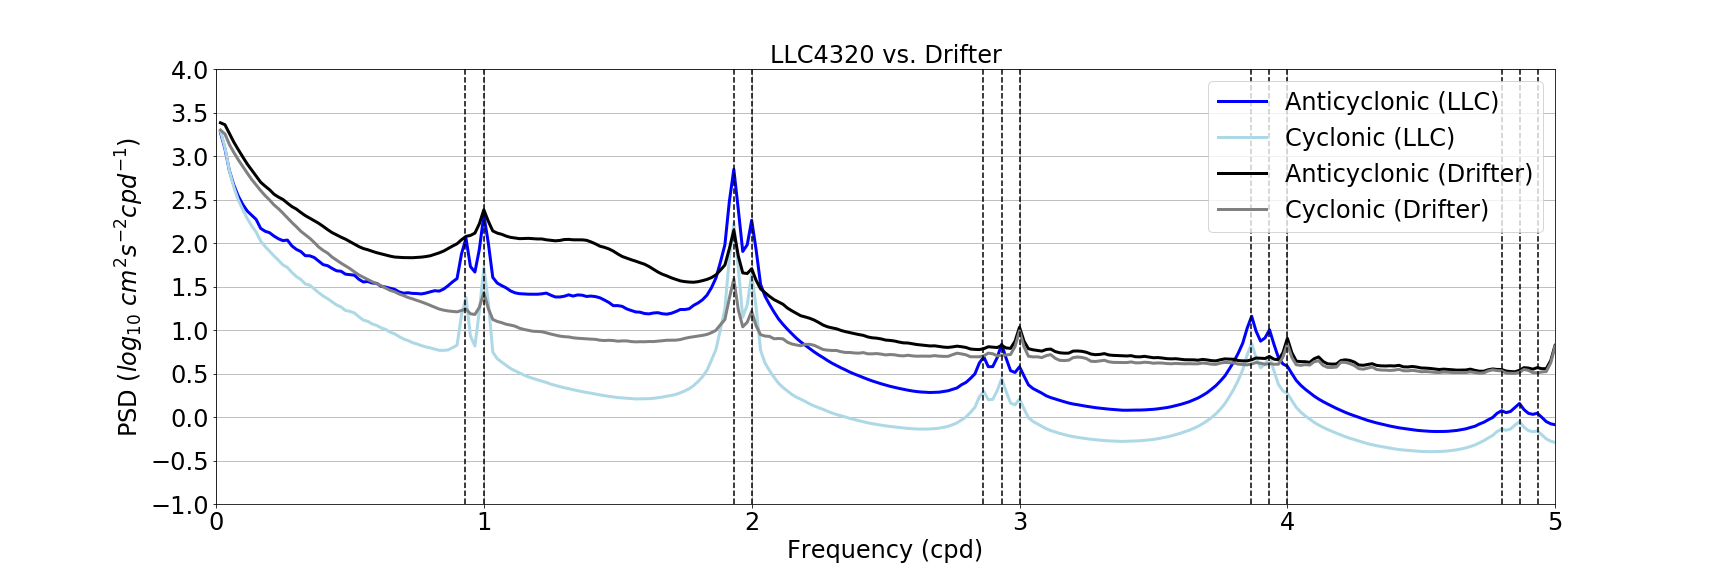 LLC4320 vs. Drifter
4.0
3.5
3.0
2.5
2.0
1.5
1.0
0.5
0.0
−0.5
−1.0
PSD (log10 cm2s−2cpd−1)
Anticyclonic (LLC)
Cyclonic (LLC)
Anticyclonic (Drifter)
Cyclonic (Drifter)
0 1 2 3 4 5
Frequency (cpd)